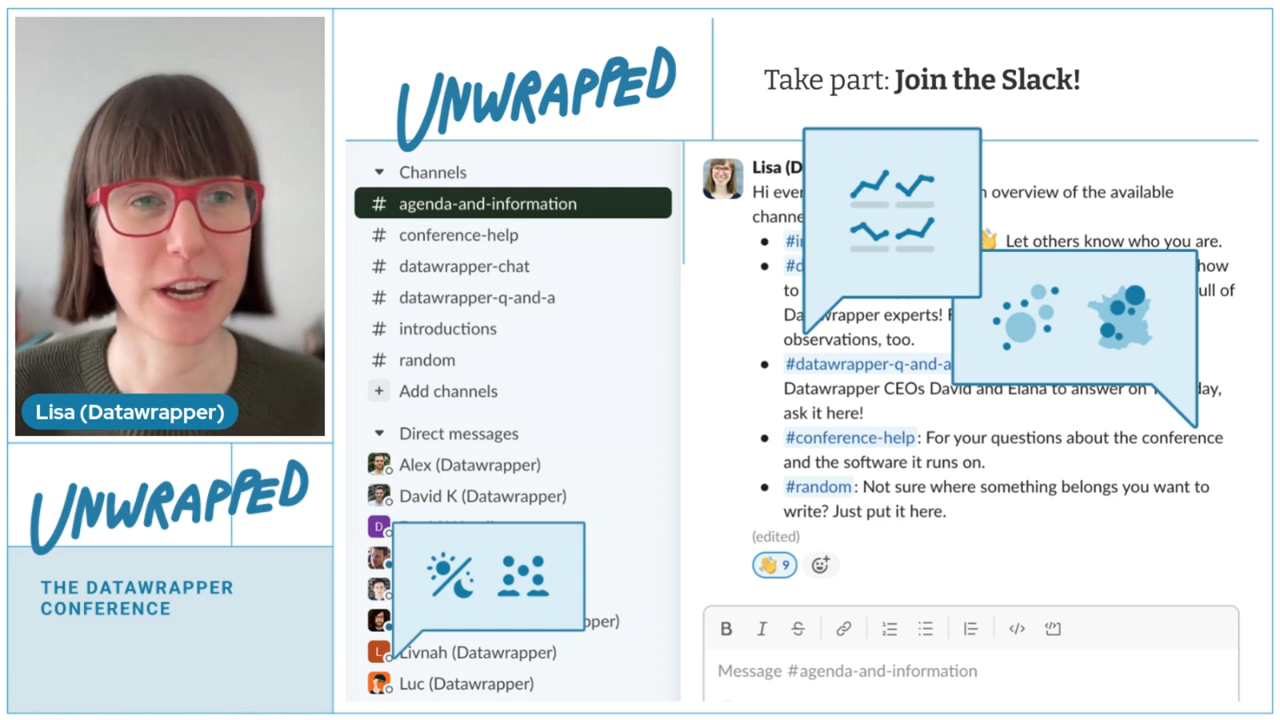 Lisa (Datawrapper)
UNWRAPPED
THE DATAWRAPPER
CONFERENCE
UNWRAPPED
Take part: Join the Slack!
Channels
# agenda-and-information
# conference-help
# datawrapper-chat
# datawrapper-q-and-a
# introductions
# random
+ Add channels
Direct messages
Alex (Datawrapper)
David K (Datawrapper)
D
pper)
L Livnah (Datawrapper)
Luc (Datawrapper)
Lisa (D
Hi ever overview of the available
channe
#in 👋 Let others know who you are.
#d how
to ull of
Da wrapper experts!
observations, too.
#datawrapper-q-and-a
Datawrapper CEOs David and Elana to answer on day,
ask it here!
#conference-help: For your questions about the conference
and the software it runs on.
#random: Not sure where something belongs you want to
write? Just put it here.
(edited)
👋 9
B I S
Message #agenda-and-information